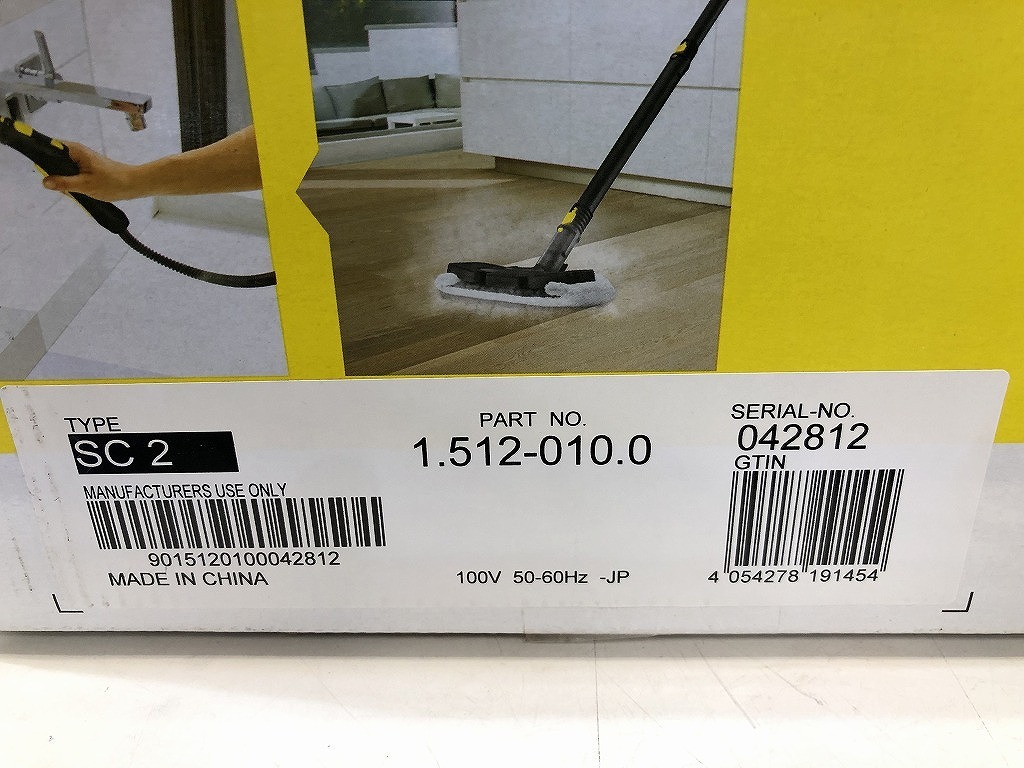 TYPE
SC 2
MANUFACTURERS USE ONLY
9015120100042812
MADE IN CHINA
PART NO.
1.512-010.0
100V 50-60Hz -JP
SERIAL-NO.
042812
GTIN
4 054278 191454